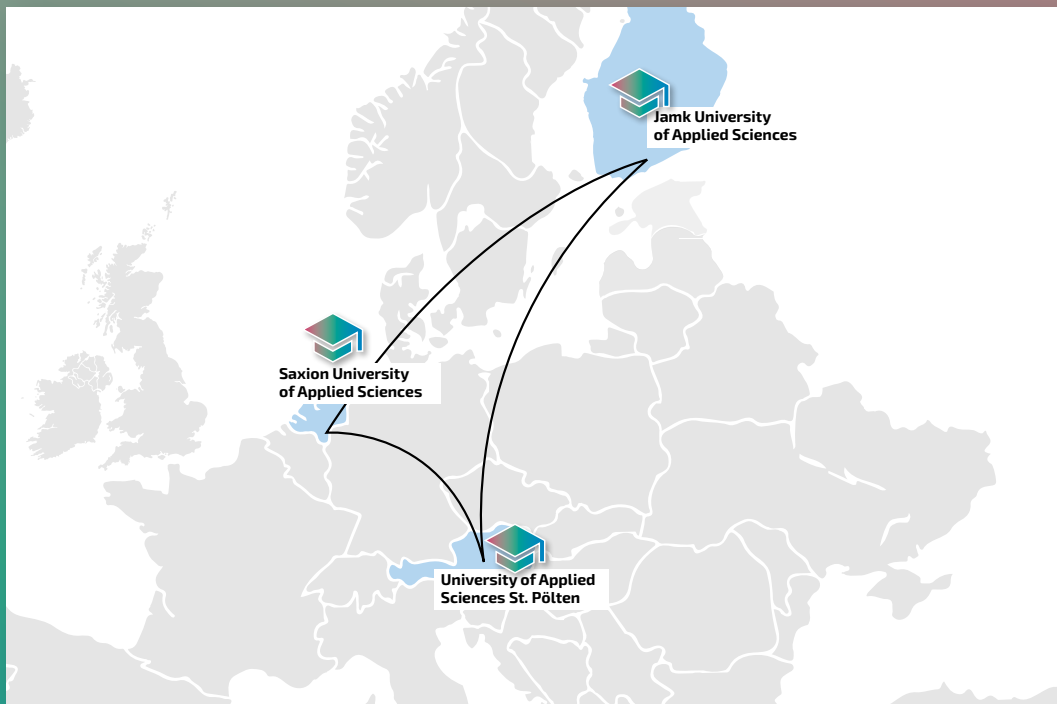 Jamk University
of Applied Sciences
Saxion University
of Applied Sciences
University of Applied
Sciences St. Pölten